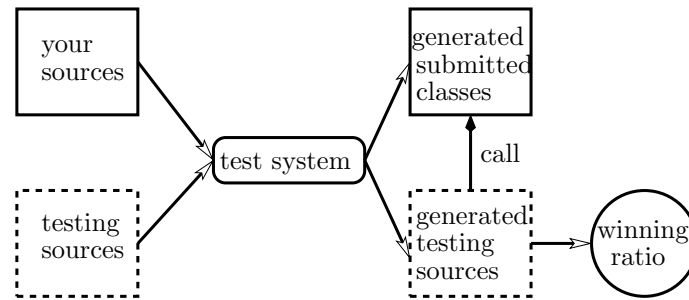 your
sources
testing
sources
test system
generated
submitted
classes
call
generated
testing
sources
winning
ratio